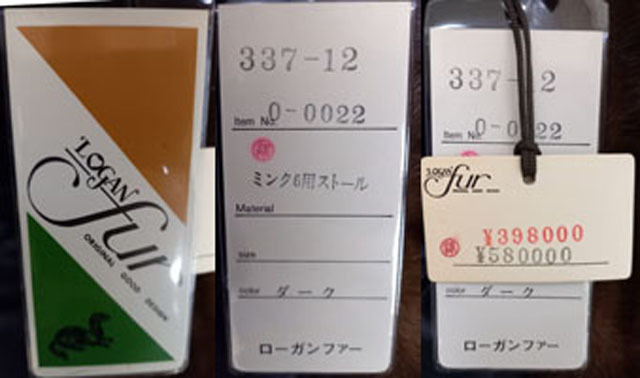 LOGAN
fur
ORIGINAL GOOD DESIGN
337-12
Item No. 0-0022
ミンク6用ストール
Material
size
color ダーク
ローガンファー
337- 2
Item No. 0-0022
LOGAN
fur
¥398000
¥580000
color ダーク
ローガンファー